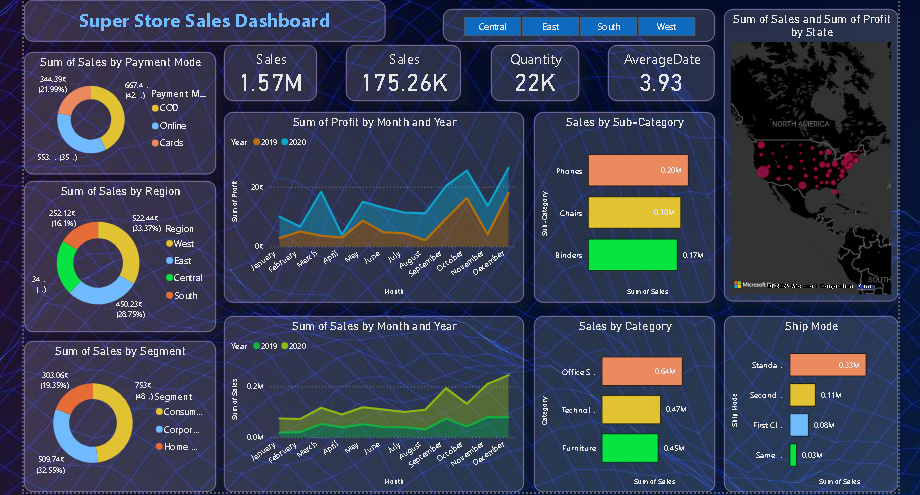 Super Store Sales Dashboard
Central
East
South
West
Sum of Sales and Sum of Profit
by State
NORTH AMERICA
SOUTH
Microsoft
Sum of Sales by Payment Mode
344.39K
(21.99%)
667.4...
(42...)
553.... (35...)
Payment M...
COD
Online
Cards
Sales
1.57M
Sales
175.26K
Quantity
22K
AverageDate
3.93
Sum of Profit by Month and Year
Year 2019 2020
Sum of Profit
20K
0K
January
February
March
April
May
June
July
August
September
October
November
December
Month
Sales by Sub-Category
Sub-Category
Phones 0.20M
Chairs 0.18M
Binders 0.17M
Sum of Sales
Sum of Sales by Region
252.12K
(16.1%)
522.44K
(33.37%)
34...
(...)
450.23K
(28.75%)
Region
West
East
Central
South
Sum of Sales by Segment
303.06K
(19.35%)
753K
(48...)
509.74K
(32.55%)
Segment
Consum...
Corpor...
Home ...
Sum of Sales by Month and Year
Year 2019 2020
Sum of Sales
0.2M
0.0M
January
February
March
April
May
June
July
August
September
October
November
December
Month
Sales by Category
Category
Office S... 0.64M
Technol... 0.47M
Furniture 0.45M
Sum of Sales
Ship Mode
Ship Mode
Standa... 0.33M
Second ... 0.11M
First Cl... 0.08M
Same ... 0.03M
Sum of Sales